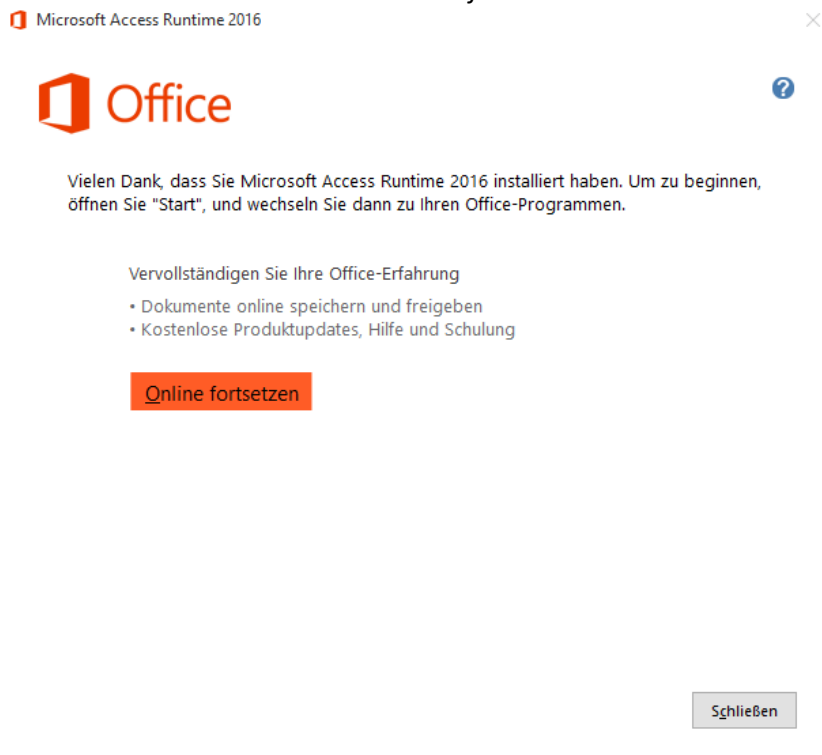 Microsoft Access Runtime 2016
Office
?
Vielen Dank, dass Sie Microsoft Access Runtime 2016 installiert haben. Um zu beginnen,
öffnen Sie "Start", und wechseln Sie dann zu Ihren Office-Programmen.
Vervollständigen Sie Ihre Office-Erfahrung
• Dokumente online speichern und freigeben
• Kostenlose Produktupdates, Hilfe und Schulung
Online fortsetzen
Schließen